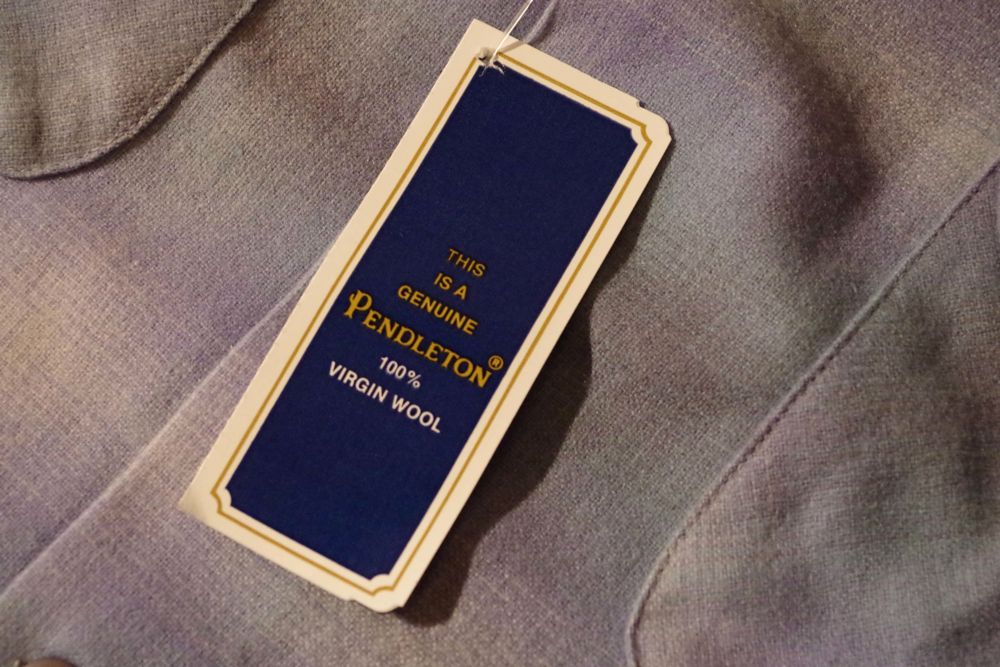 THIS
IS A
GENUINE
PENDLETON®
100%
VIRGIN WOOL